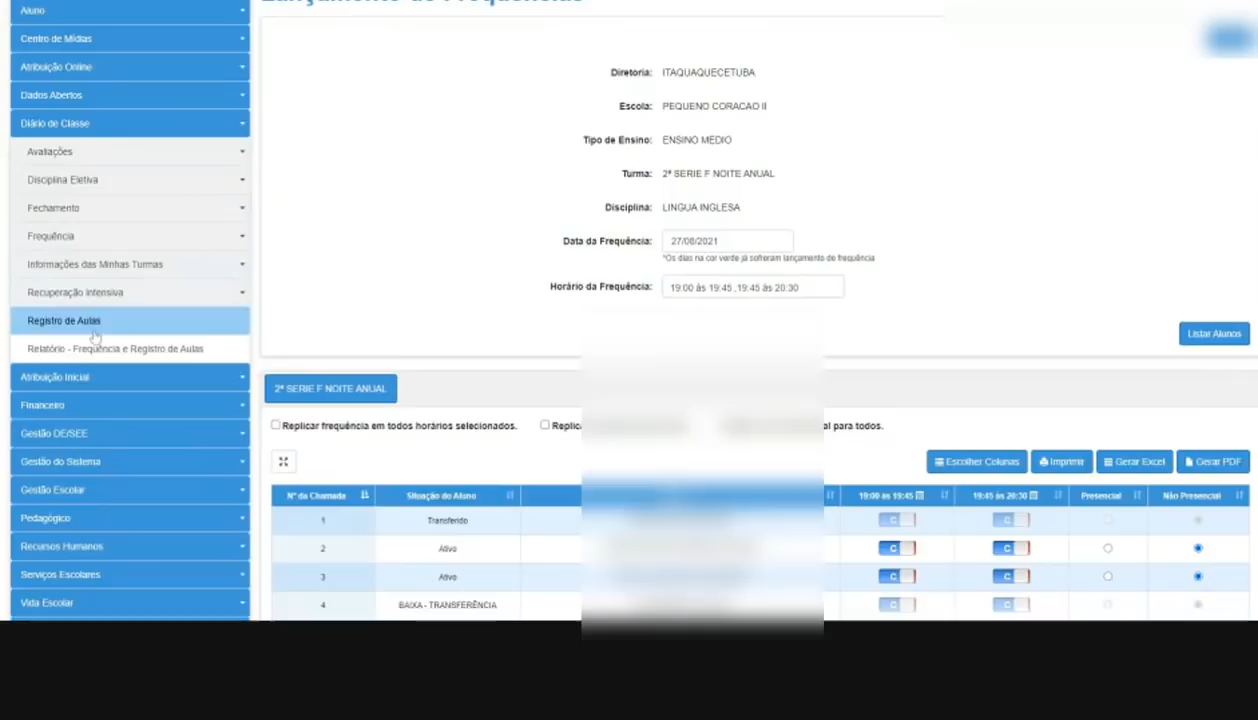 Aluno
Centro de Mídias
Atribuição Online
Dados Abertos
Diário de Classe
Avaliações
Disciplina Eletiva
Fechamento
Frequência
Informações das Minhas Turmas
Recuperação Intensiva
Registro de Aulas
Relatório - Frequência e Registro de Aulas
Atribuição Inicial
Financeiro
Gestão DE/SEE
Gestão do Sistema
Gestão Escolar
Pedagógico
Recursos Humanos
Serviços Escolares
Vida Escolar
Lançamento de Frequências
Diretoria: ITAQUAQUECETUBA
Escola: PEQUENO CORACAO II
Tipo de Ensino: ENSINO MEDIO
Turma: 2ª SERIE F NOITE ANUAL
Disciplina: LINGUA INGLESA
Data da Frequência: 27/08/2021
*Os dias na cor verde já sofreram lançamento de frequência
Horário da Frequência: 19:00 às 19:45 ,19:45 às 20:30
Listar Alunos
2ª SERIE F NOITE ANUAL
Replicar frequência em todos horários selecionados. al para todos.
Escolher Colunas Imprimir Gerar Excel Gerar PDF
Nº da Chamada Situação do Aluno 19:00 às 19:45 19:45 às 20:30 Presencial Não Presencial
1 Transferido C C
2 Ativo C C
3 Ativo C C
4 BAIXA - TRANSFERÊNCIA C C